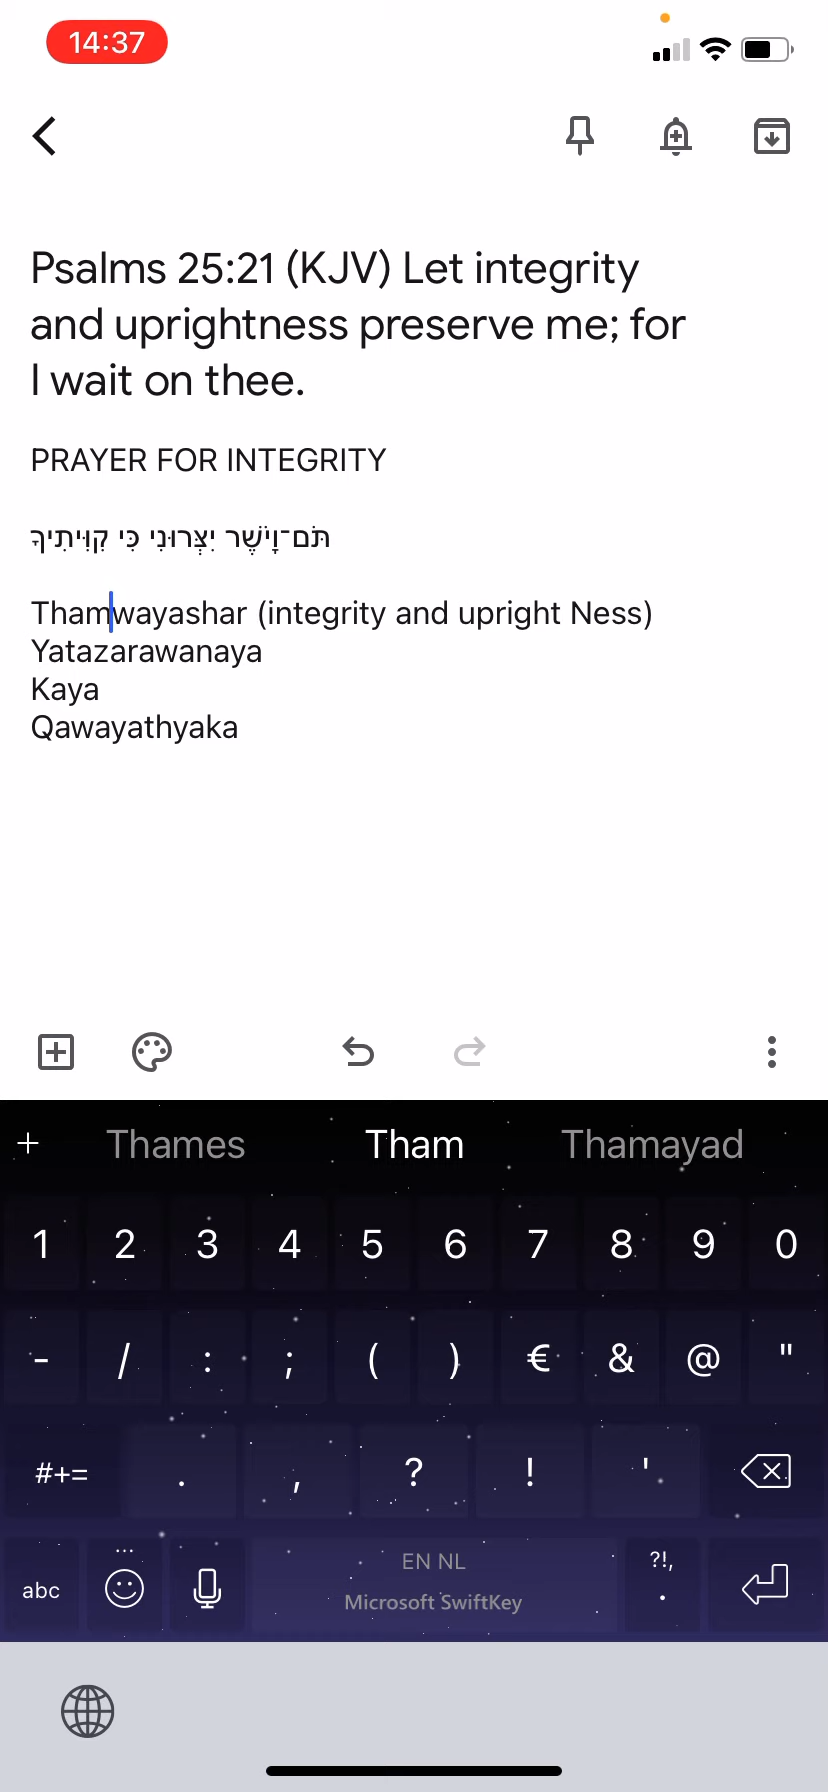 14:37
Psalms 25:21 (KJV) Let integrity
and uprightness preserve me; for
I wait on thee.
PRAYER FOR INTEGRITY
תֹּם־וָיֹשֶׁר יִצְּרוּנִי כִּי קִוִּיתִיךָ
Thamwayashar (integrity and upright Ness)
Yatazarawanaya
Kaya
Qawayathyaka
+ Thames Tham Thamayad
1 2 3 4 5 6 7 8 9 0
- / : ; ( ) € & @ "
#+= . , ? ! '
abc EN NL ?!,
Microsoft SwiftKey .